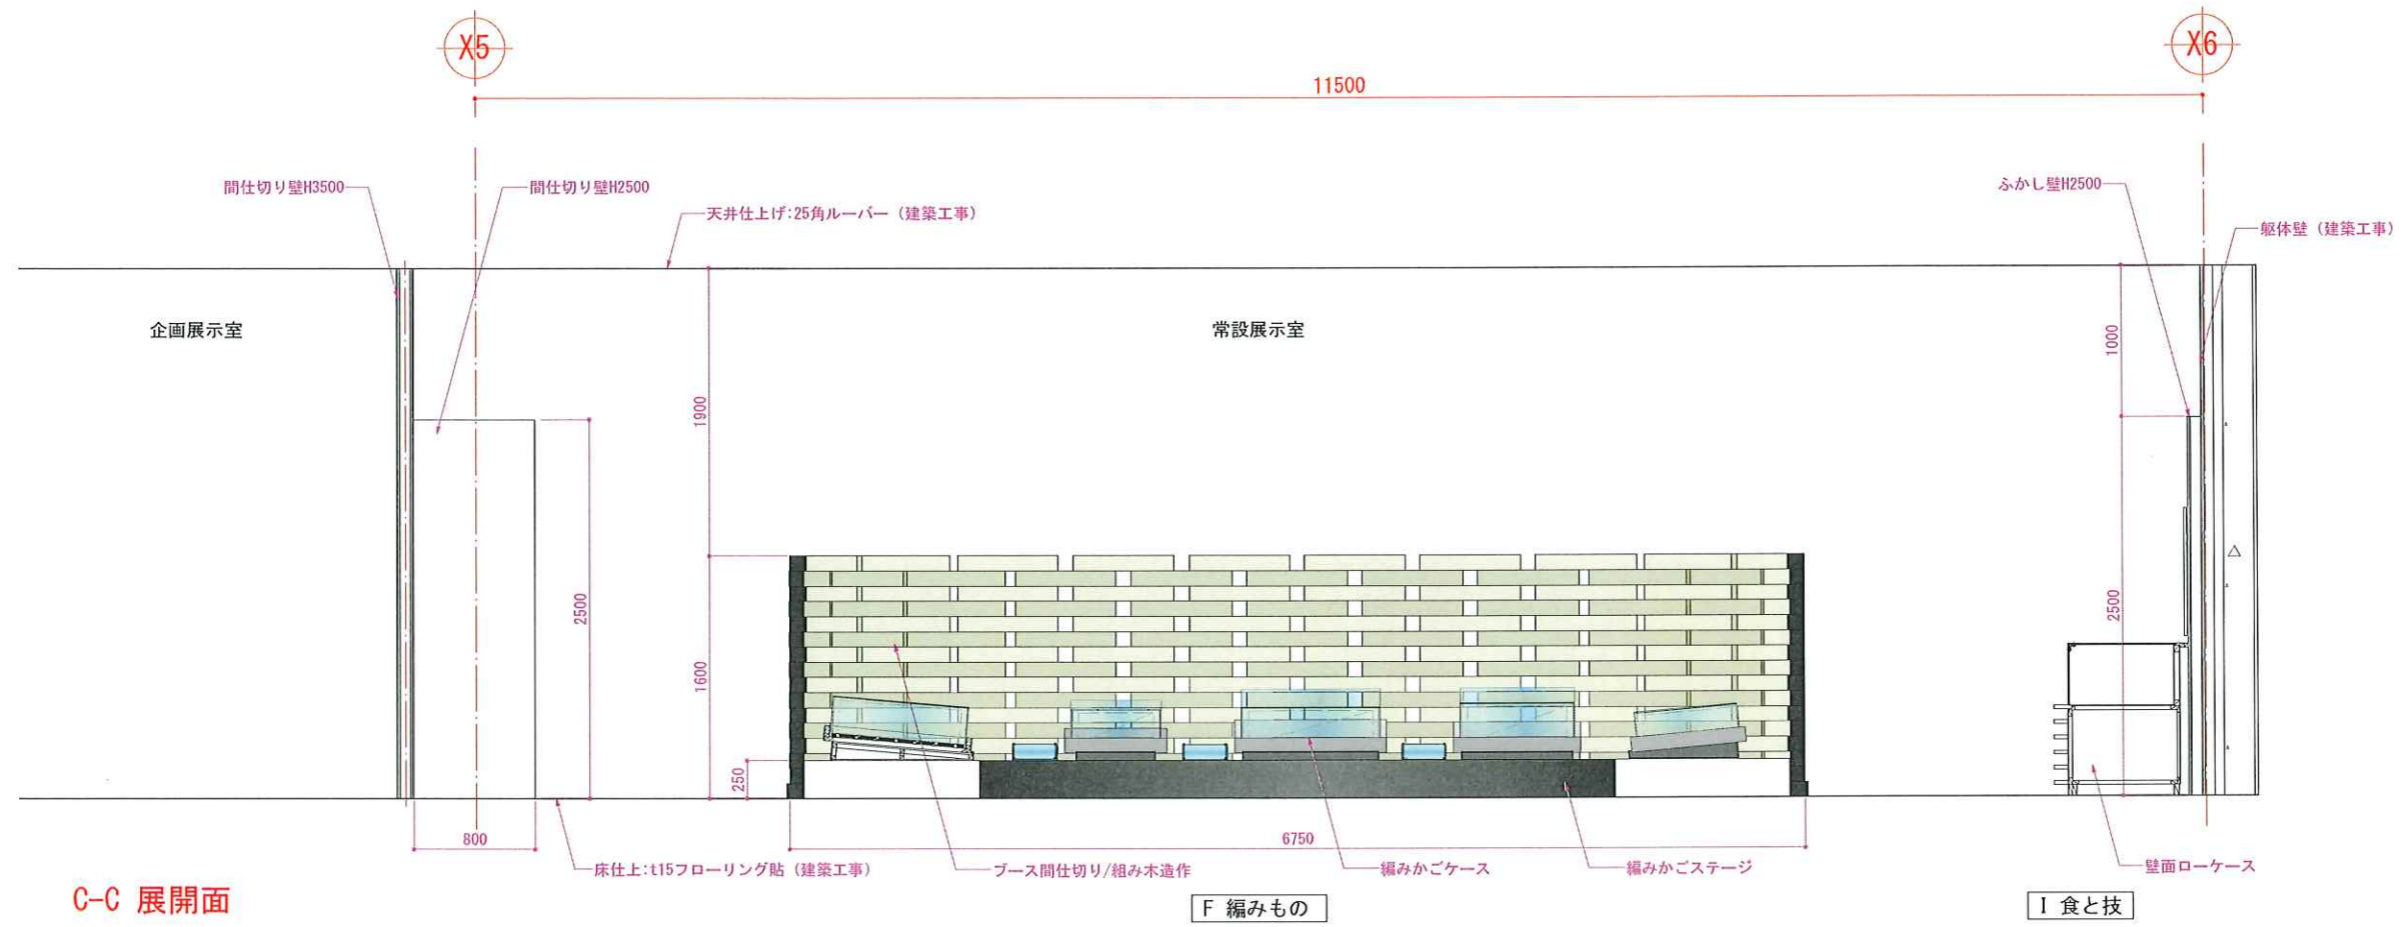 X5
X6
11500
間仕切り壁H3500
間仕切り壁H2500
ふかし壁H2500
天井仕上げ:25角ルーバー（建築工事）
躯体壁（建築工事）
企画展示室
常設展示室
1000
1900
2500
2500
1600
250
800
6750
床仕上:t15フローリング貼（建築工事）
ブース間仕切り/組み木造作
編みかごケース
編みかごステージ
壁面ローケース
C-C 展開面
F 編みもの
I 食と技